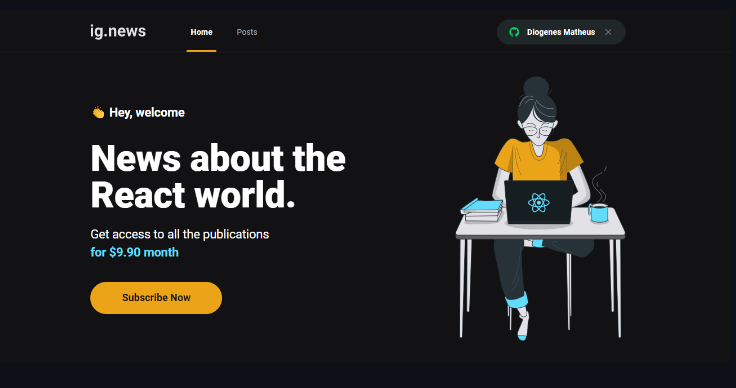 ig.news
Home
Posts
Diogenes Matheus
👏 Hey, welcome
News about the
React world.
Get access to all the publications
for $9.90 month
Subscribe Now